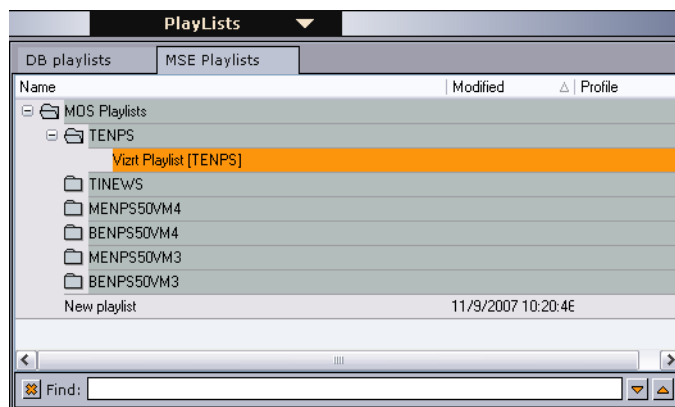 PlayLists
DB playlists MSE Playlists
Name Modified Profile
MOS Playlists
TENPS
Vizrt Playlist [TENPS]
TINEWS
MENPS50VM4
BENPS50VM4
MENPS50VM3
BENPS50VM3
New playlist 11/9/2007 10:20:46
Find: